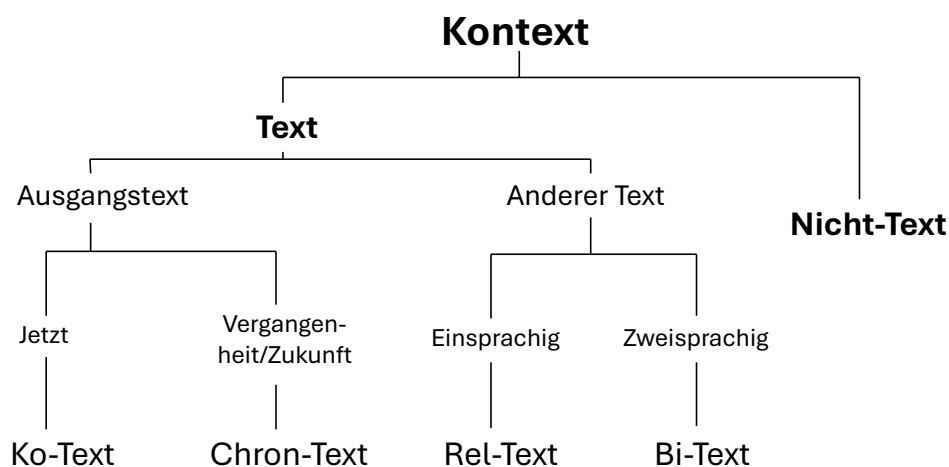 Kontext
Text
Ausgangstext
Anderer Text
Nicht-Text
Jetzt
Vergangen-
heit/Zukunft
Einsprachig
Zweisprachig
Ko-Text
Chron-Text
Rel-Text
Bi-Text